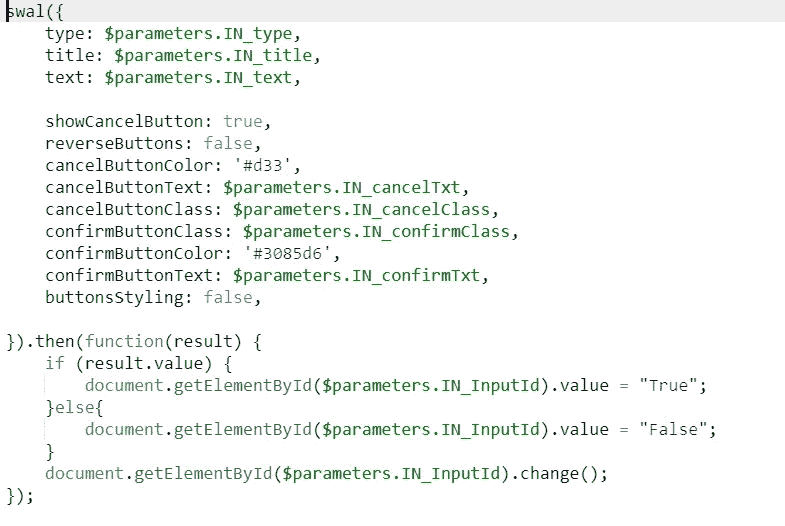 swal({
    type: $parameters.IN_type,
    title: $parameters.IN_title,
    text: $parameters.IN_text,

    showCancelButton: true,
    reverseButtons: false,
    cancelButtonColor: '#d33',
    cancelButtonText: $parameters.IN_cancelTxt,
    cancelButtonClass: $parameters.IN_cancelClass,
    confirmButtonClass: $parameters.IN_confirmClass,
    confirmButtonColor: '#3085d6',
    confirmButtonText: $parameters.IN_confirmTxt,
    buttonsStyling: false,

}).then(function(result) {
    if (result.value) {
        document.getElementById($parameters.IN_InputId).value = "True";
    }else{
        document.getElementById($parameters.IN_InputId).value = "False";
    }
    document.getElementById($parameters.IN_InputId).change();
});